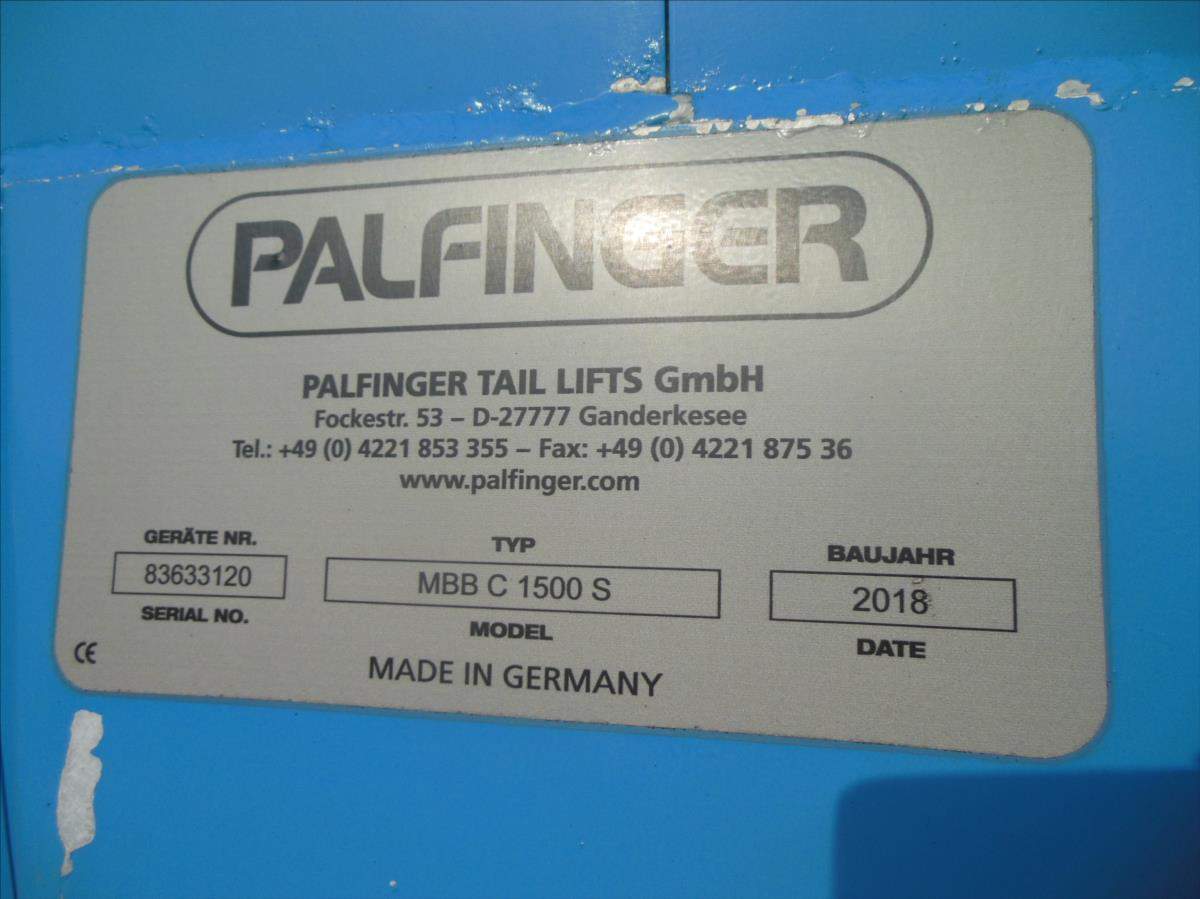 PALFINGER
PALFINGER TAIL LIFTS GmbH
Fockestr. 53 – D-27777 Ganderkesee
Tel.: +49 (0) 4221 853 355 – Fax: +49 (0) 4221 875 36
www.palfinger.com
GERÄTE NR. TYP BAUJAHR
83633120 MBB C 1500 S 2018
SERIAL NO. MODEL DATE
CE MADE IN GERMANY